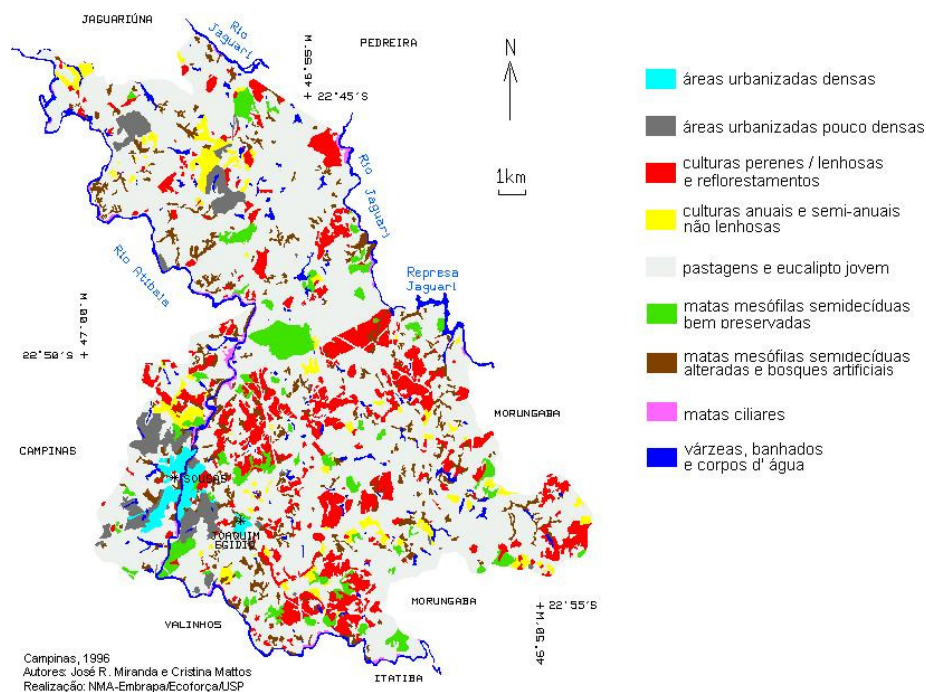 JAGUARIÚNA
Rio
Jaguari
46°55'W
PEDREIRA
22°45'S
N
1km
Rio Jaguari
Rio Atibaia
Represa
Jaguari
47°00'W
22°50'S
MORUNGABA
CAMPINAS
SOUSAS
JOAQUIM
EGIDIO
MORUNGABA
22°55'S
46°50'W
VALINHOS
ITATIBA
áreas urbanizadas densas
áreas urbanizadas pouco densas
culturas perenes / lenhosas
e reflorestamentos
culturas anuais e semi-anuais
não lenhosas
pastagens e eucalipto jovem
matas mesófilas semidecíduas
bem preservadas
matas mesófilas semidecíduas
alteradas e bosques artificiais
matas ciliares
várzeas, banhados
e corpos d' água
Campinas, 1996
Autores: José R. Miranda e Cristina Mattos
Realização: NMA-Embrapa/Ecoforça/USP